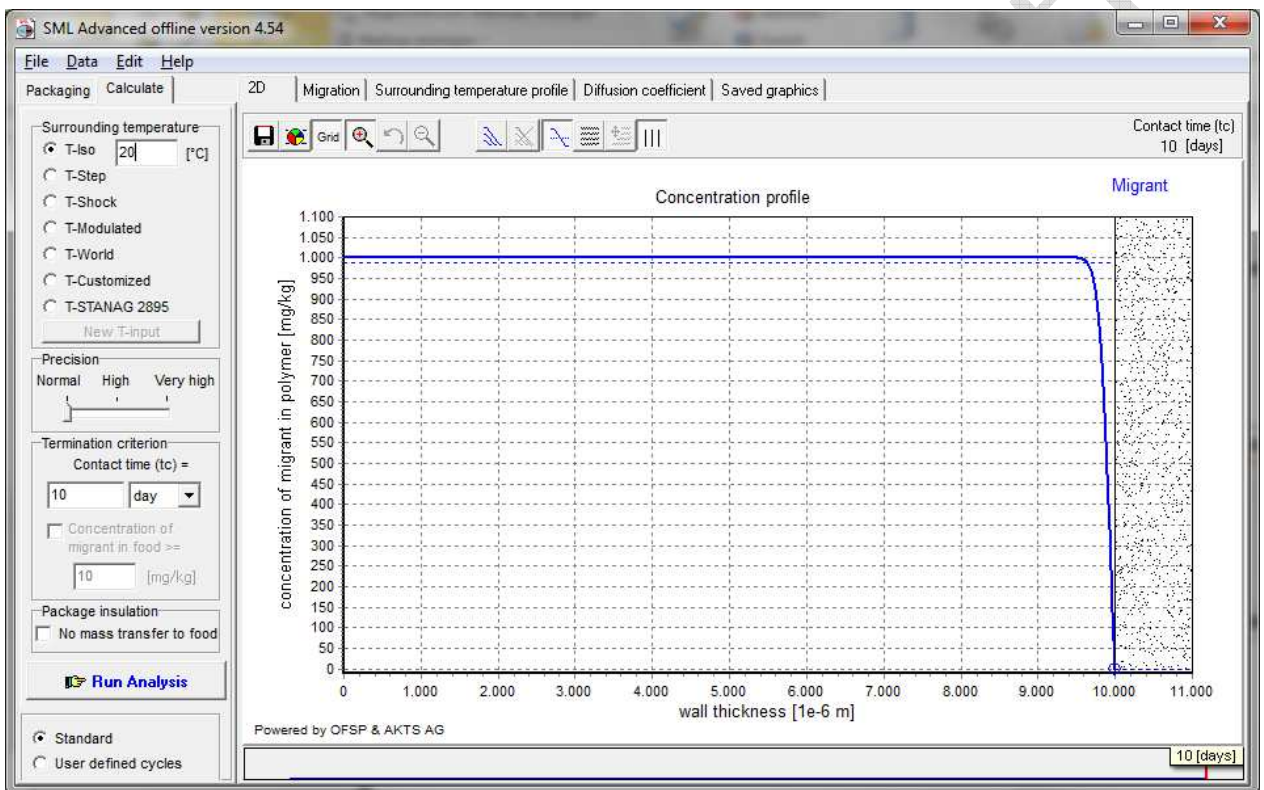 SML Advanced offline version 4.54
File Data Edit Help
Packaging Calculate
2D Migration Surrounding temperature profile Diffusion coefficient Saved graphics
Surrounding temperature
T-Iso 20 [°C]
T-Step
T-Shock
T-Modulated
T-World
T-Customized
T-STANAG 2895
New T-input
Precision
Normal High Very high
Termination criterion
Contact time (tc) =
10 day
Concentration of
migrant in food >=
10 [mg/kg]
Package insulation
No mass transfer to food
Run Analysis
Standard
User defined cycles
Grid
Contact time (tc)
10 [days]
Migrant
Concentration profile
concentration of migrant in polymer [mg/kg]
1.100
1.050
1.000
950
900
850
800
750
700
650
600
550
500
450
400
350
300
250
200
150
100
50
0
0 1.000 2.000 3.000 4.000 5.000 6.000 7.000 8.000 9.000 10.000 11.000
wall thickness [1e-6 m]
Powered by OFSP & AKTS AG
10 [days]